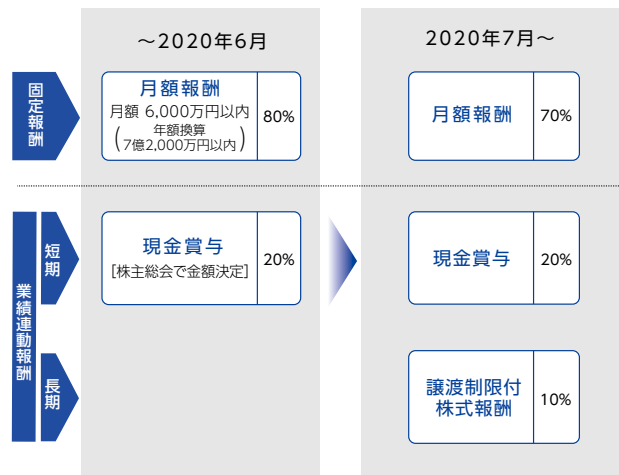 ~2020年6月
2020年7月~
固定報酬
月額報酬
月額 6,000万円以内
(年額換算
7億2,000万円以内)
80%
月額報酬
70%
業績連動報酬
短期
現金賞与
[株主総会で金額決定]
20%
現金賞与
20%
長期
譲渡制限付
株式報酬
10%